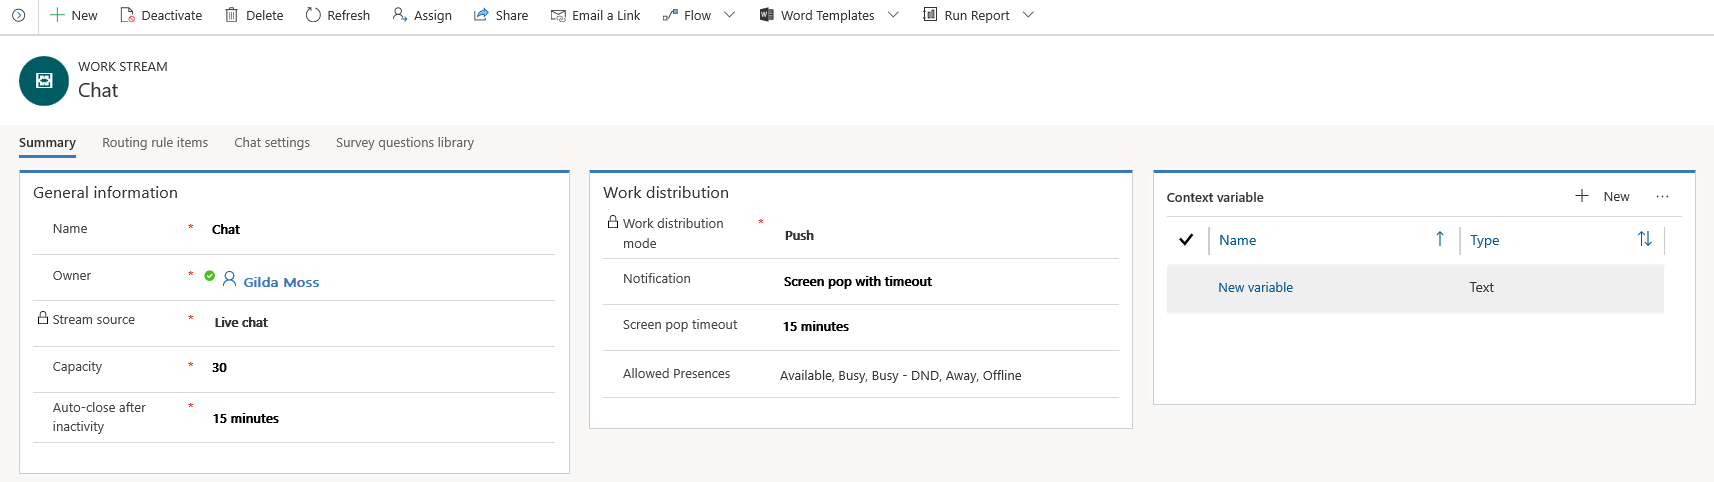 New Deactivate Delete Refresh Assign Share Email a Link Flow Word Templates Run Report
WORK STREAM
Chat
Summary Routing rule items Chat settings Survey questions library
General information
Name * Chat
Owner * Gilda Moss
Stream source * Live chat
Capacity * 30
Auto-close after
inactivity * 15 minutes
Work distribution
Work distribution
mode * Push
Notification Screen pop with timeout
Screen pop timeout 15 minutes
Allowed Presences Available, Busy, Busy - DND, Away, Offline
Context variable New ...
Name Type
New variable Text